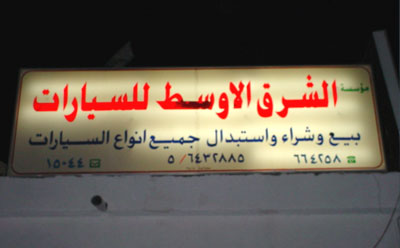 مؤسسة الشرق الاوسط للسيارات
بيع وشراء واستبدال جميع انواع السيارات
٦٦٤٢٥٨ ٥/٦٤٣٢٨٨٥ ١٥-٤٤